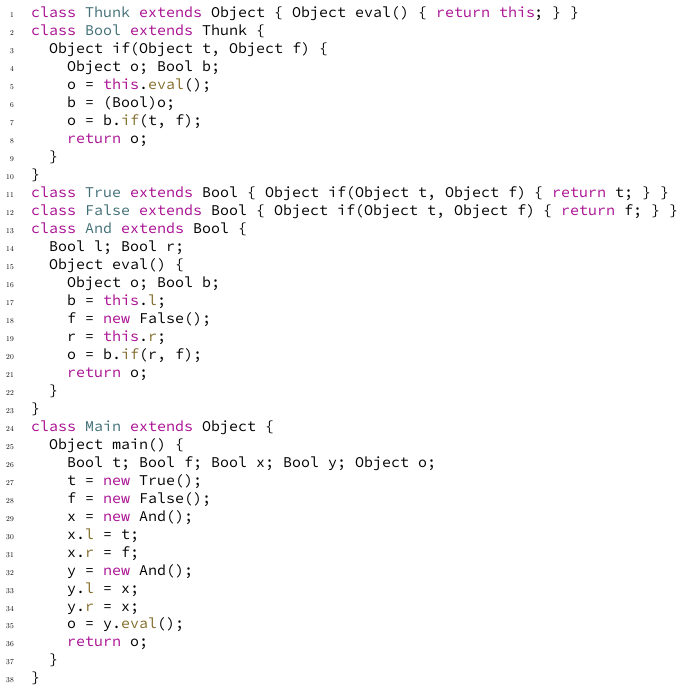 1 class Thunk extends Object { Object eval() { return this; } }
2 class Bool extends Thunk {
3 Object if(Object t, Object f) {
4 Object o; Bool b;
5 o = this.eval();
6 b = (Bool)o;
7 o = b.if(t, f);
8 return o;
9 }
10 }
11 class True extends Bool { Object if(Object t, Object f) { return t; } }
12 class False extends Bool { Object if(Object t, Object f) { return f; } }
13 class And extends Bool {
14 Bool l; Bool r;
15 Object eval() {
16 Object o; Bool b;
17 b = this.l;
18 f = new False();
19 r = this.r;
20 o = b.if(r, f);
21 return o;
22 }
23 }
24 class Main extends Object {
25 Object main() {
26 Bool t; Bool f; Bool x; Bool y; Object o;
27 t = new True();
28 f = new False();
29 x = new And();
30 x.l = t;
31 x.r = f;
32 y = new And();
33 y.l = x;
34 y.r = x;
35 o = y.eval();
36 return o;
37 }
38 }